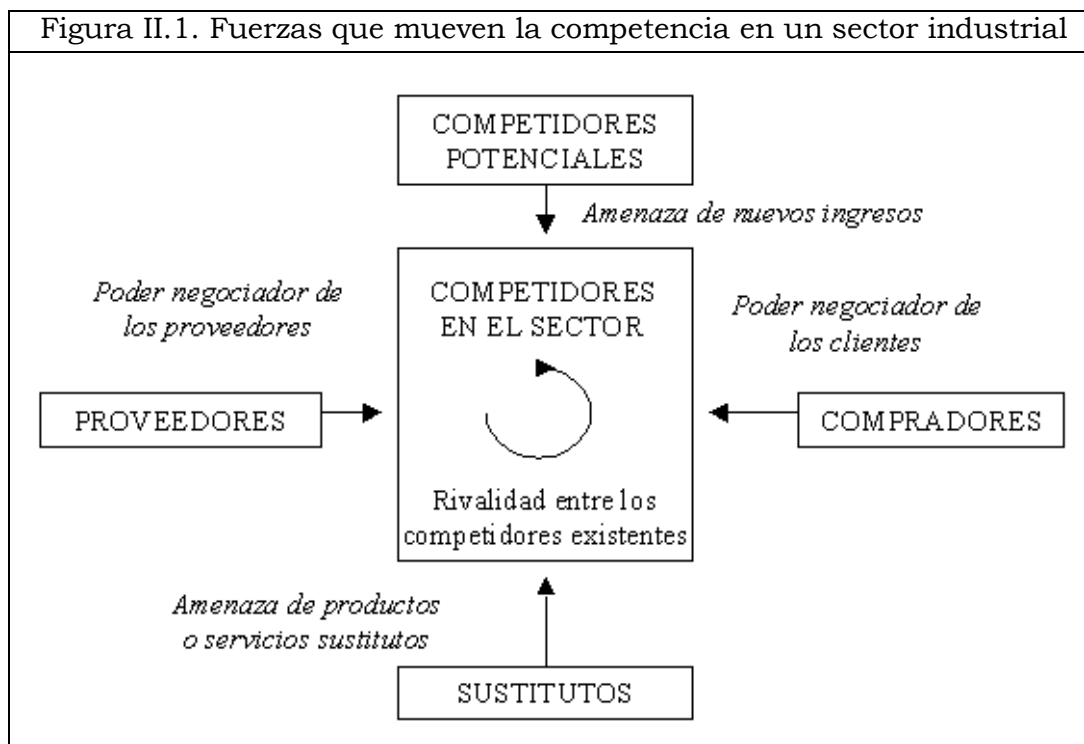 Figura II.1. Fuerzas que mueven la competencia en un sector industrial
COMPETIDORES
POTENCIALES
Amenaza de nuevos ingresos
Poder negociador de
los proveedores
COMPETIDORES
EN EL SECTOR
Poder negociador de
los clientes
PROVEEDORES
COMPRADORES
Rivalidad entre los
competidores existentes
Amenaza de productos
o servicios sustitutos
SUSTITUTOS